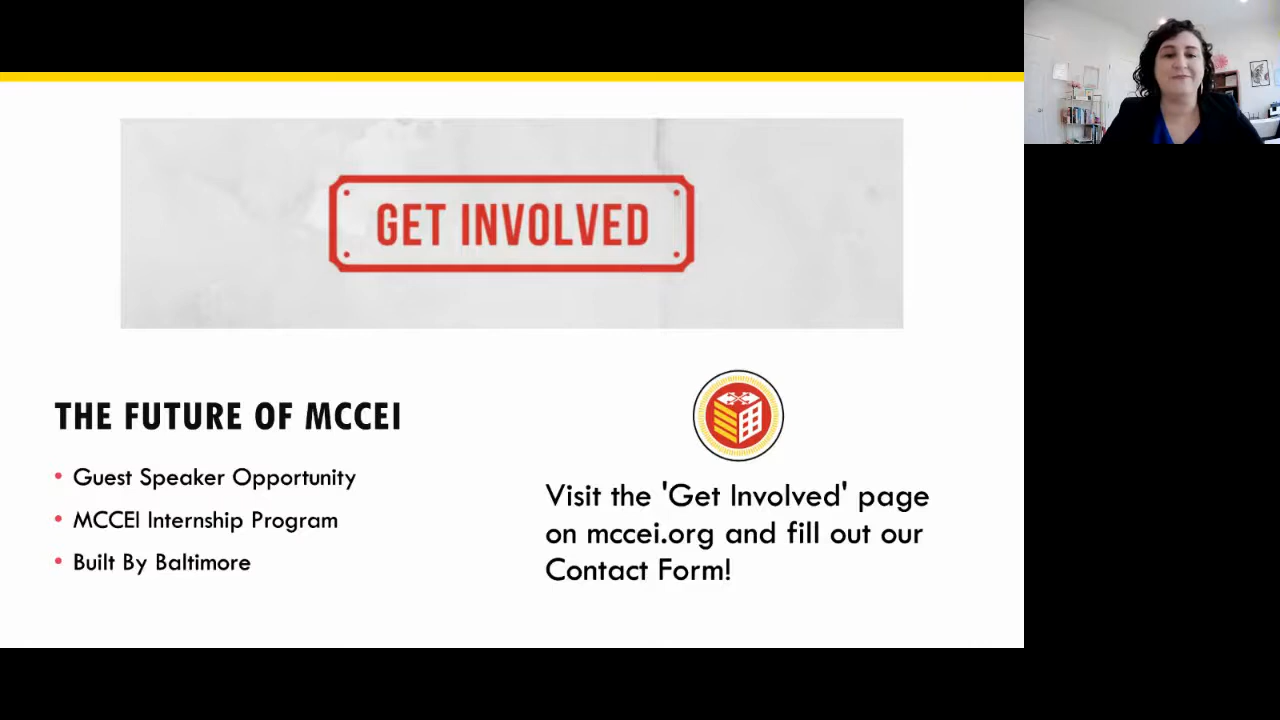 GET INVOLVED
THE FUTURE OF MCCEI
• Guest Speaker Opportunity
• MCCEI Internship Program
• Built By Baltimore
Visit the 'Get Involved' page
on mccei.org and fill out our
Contact Form!